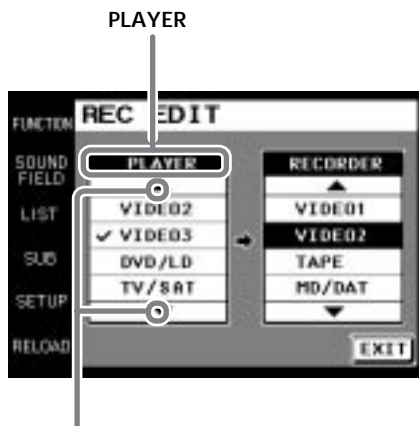 PLAYER
REC EDIT
FUNCTION
SOUND
FIELD
LIST
SUB
SETUP
RELOAD
PLAYER
VIDEO2
✓ VIDEO3
DVD/LD
TV/SAT
RECORDER
VIDEO1
VIDEO2
TAPE
MD/DAT
EXIT